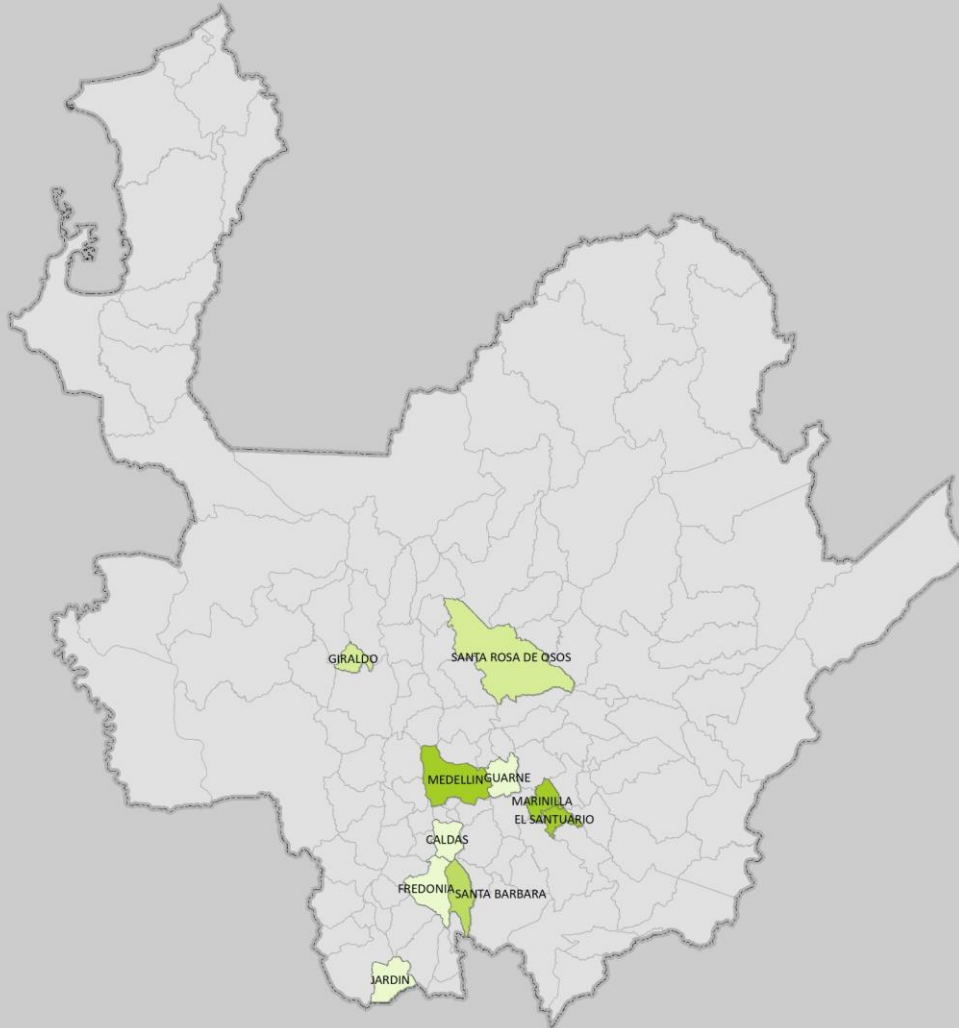 GIRALDO
SANTA ROSA DE OSOS
MEDELLIN
GUARNE
MARINILLA
EL SANTUARIO
CALDAS
FREDONIA
SANTA BARBARA
JARDIN